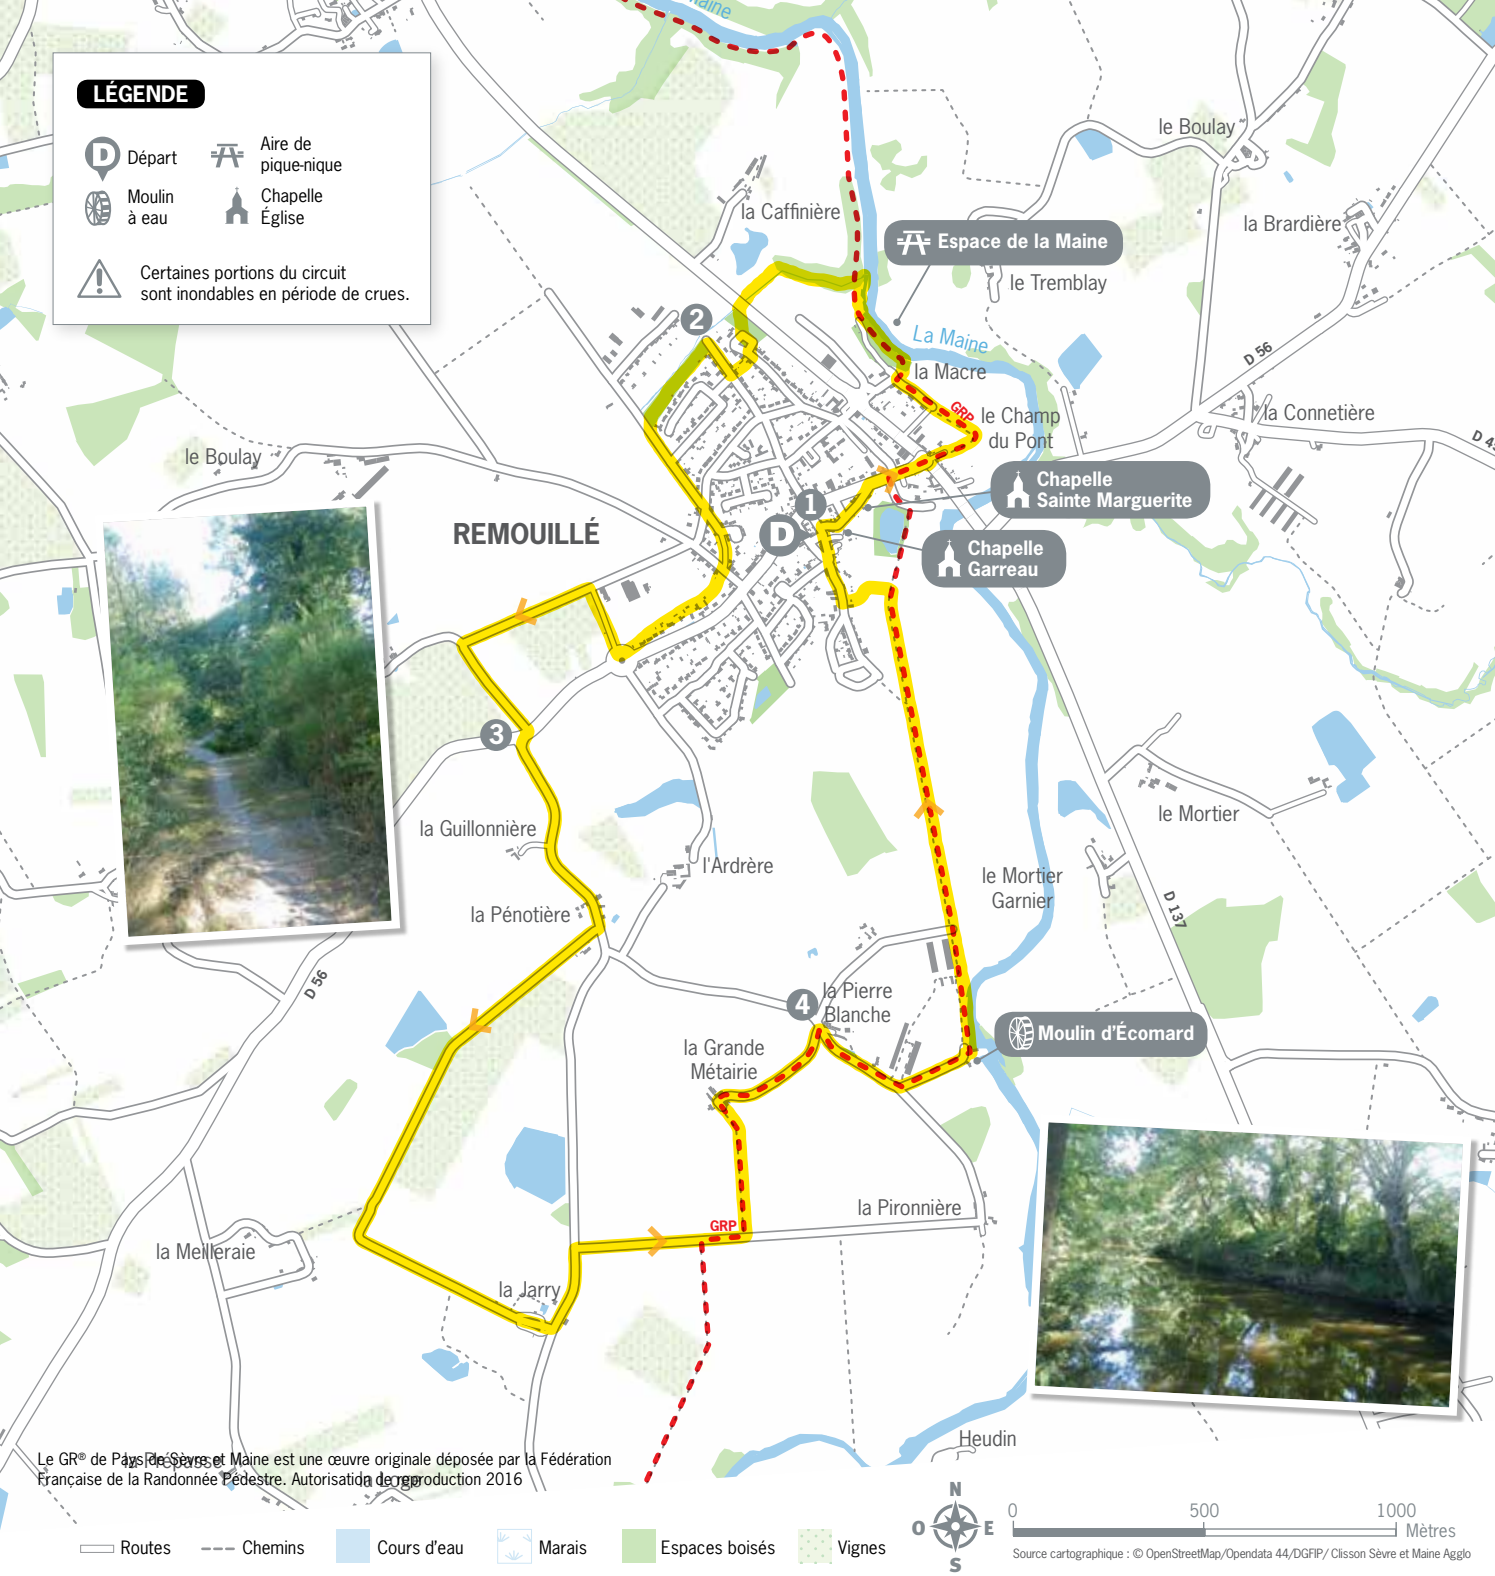 LÉGENDE
D
Départ
Aire de
pique-nique
Moulin
à eau
Chapelle
Église
Certaines portions du circuit
sont inondables en période de crues.
le Boulay
la Brardière
la Caffinière
Espace de la Maine
le Tremblay
2
La Maine
D 56
la Macre
GRP
le Champ
du Pont
la Connetière
le Boulay
Chapelle
Sainte Marguerite
1
REMOUILLÉ
D
Chapelle
Garreau
3
le Mortier
la Guillonnière
l'Ardrère
le Mortier
Garnier
la Pénotière
D 137
D 56
4
la Pierre
Blanche
Moulin d'Écomard
la Grande
Métairie
la Pironnière
GRP
la Meilleraie
la Jarry
Heudin
Le GR® de Pays de Sèvre et Maine est une œuvre originale déposée par la Fédération
Française de la Randonnée Pédestre. Autorisation de reproduction 2016
N
O
E
S
0
500
1000
Mètres
Routes
Chemins
Cours d'eau
Marais
Espaces boisés
Vignes
Source cartographique : © OpenStreetMap/Opendata 44/DGFIP/ Clisson Sèvre et Maine Agglo